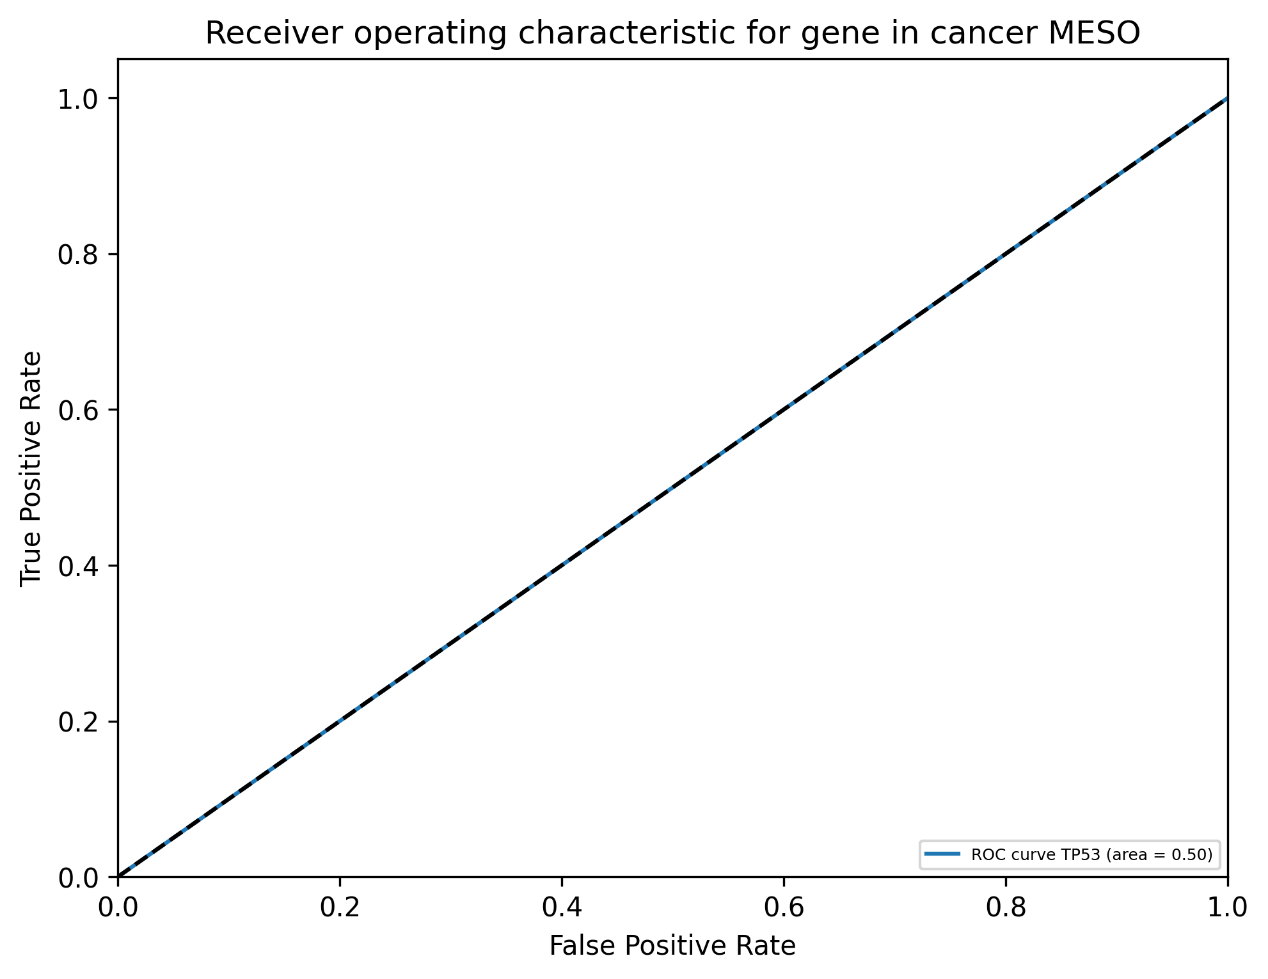 Receiver operating characteristic for gene in cancer MESO
1.0
0.8
0.6
0.4
0.2
0.0
True Positive Rate
ROC curve TP53 (area = 0.50)
0.0 0.2 0.4 0.6 0.8 1.0
False Positive Rate